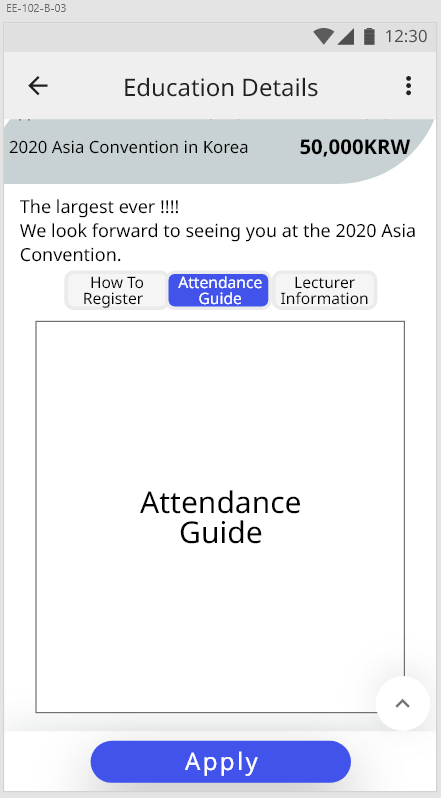 EE-102-B-03
12:30
Education Details
2020 Asia Convention in Korea 50,000KRW
The largest ever !!!!
We look forward to seeing you at the 2020 Asia
Convention.
How To
Register
Attendance
Guide
Lecturer
Information
Attendance
Guide
Apply